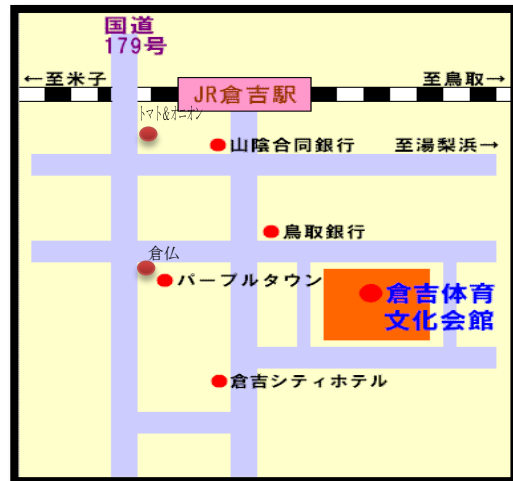 国道
179号
←至米子
至鳥取→
JR倉吉駅
トマト&オニオン
山陰合同銀行
至湯梨浜→
鳥取銀行
倉仏
パープルタウン
倉吉体育
文化会館
倉吉シティホテル